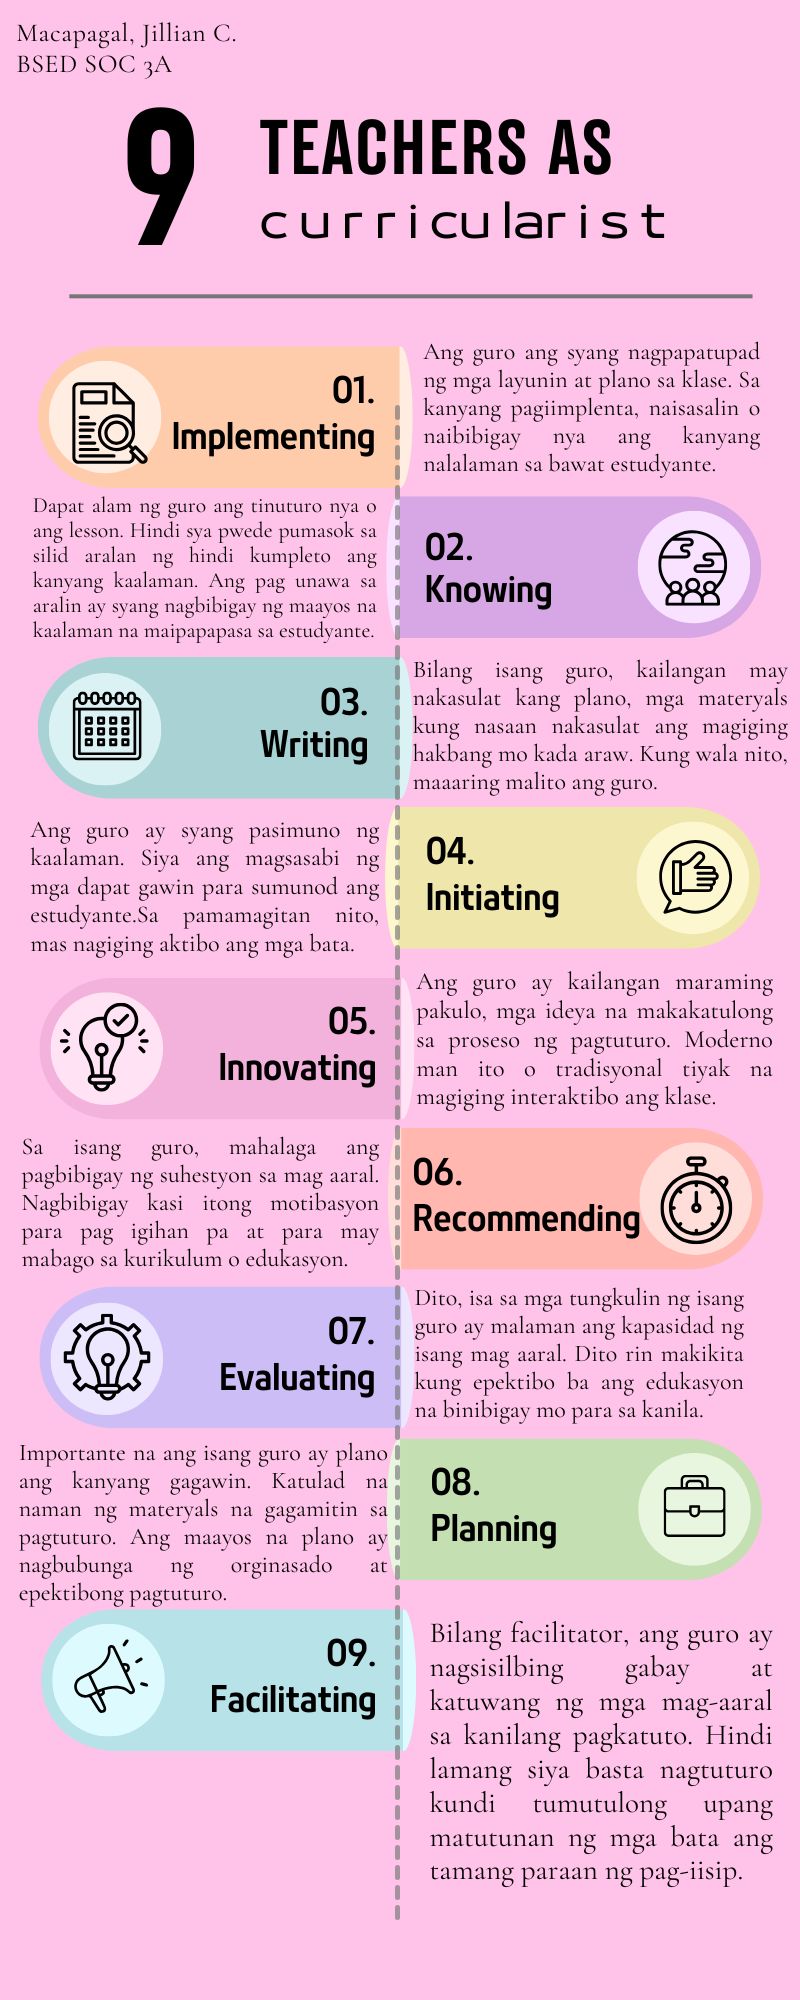 Macapagal, Jillian C.
BSED SOC 3A
9
TEACHERS AS
curricularist
01.
Implementing
Ang guro ang syang nagpapatupad
ng mga layunin at plano sa klase. Sa
kanyang pagiimplenta, naisasalin o
naibibigay nya ang kanyang
nalalaman sa bawat estudyante.
02.
Knowing
Dapat alam ng guro ang tinuturo nya o
ang lesson. Hindi sya pwede pumasok sa
silid aralan ng hindi kumpleto ang
kanyang kaalaman. Ang pag unawa sa
aralin ay syang nagbibigay ng maayos na
kaalaman na maipapapasa sa estudyante.
03.
Writing
Bilang isang guro, kailangan may
nakasulat kang plano, mga materyals
kung nasaan nakasulat ang magiging
hakbang mo kada araw. Kung wala nito,
maaaring malito ang guro.
04.
Initiating
Ang guro ay syang pasimuno ng
kaalaman. Siya ang magsasabi ng
mga dapat gawin para sumunod ang
estudyante.Sa pamamagitan nito,
mas nagiging aktibo ang mga bata.
05.
Innovating
Ang guro ay kailangan maraming
pakulo, mga ideya na makakatulong
sa proseso ng pagtuturo. Moderno
man ito o tradisyonal tiyak na
magiging interaktibo ang klase.
06.
Recommending
Sa isang guro, mahalaga ang
pagbibigay ng suhestyon sa mag aaral.
Nagbibigay kasi itong motibasyon
para pag igihan pa at para may
mabago sa kurikulum o edukasyon.
07.
Evaluating
Dito, isa sa mga tungkulin ng isang
guro ay malaman ang kapasidad ng
isang mag aaral. Dito rin makikita
kung epektibo ba ang edukasyon
na binibigay mo para sa kanila.
08.
Planning
Importante na ang isang guro ay plano
ang kanyang gagawin. Katulad na
naman ng materyals na gagamitin sa
pagtuturo. Ang maayos na plano ay
nagbubunga ng orginasado at
epektibong pagtuturo.
09.
Facilitating
Bilang facilitator, ang guro ay
nagsisilbing gabay at
katuwang ng mga mag-aaral
sa kanilang pagkatuto. Hindi
lamang siya basta nagtuturo
kundi tumutulong upang
matutunan ng mga bata ang
tamang paraan ng pag-iisip.